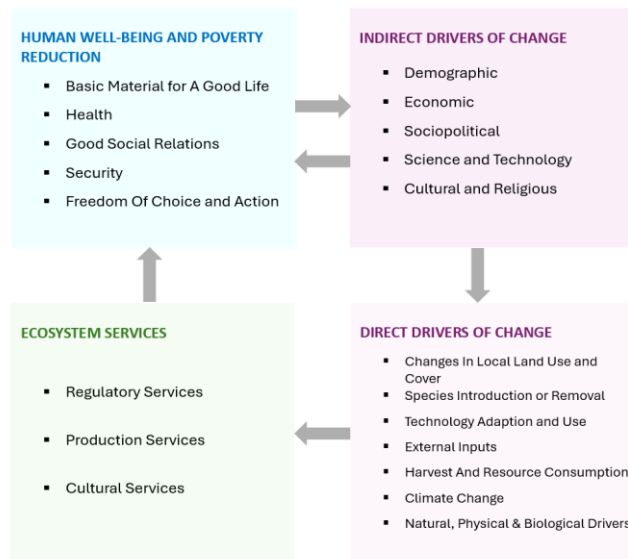 HUMAN WELL-BEING AND POVERTY
REDUCTION
▪ Basic Material for A Good Life
▪ Health
▪ Good Social Relations
▪ Security
▪ Freedom Of Choice and Action
INDIRECT DRIVERS OF CHANGE
▪ Demographic
▪ Economic
▪ Sociopolitical
▪ Science and Technology
▪ Cultural and Religious
ECOSYSTEM SERVICES
▪ Regulatory Services
▪ Production Services
▪ Cultural Services
DIRECT DRIVERS OF CHANGE
▪ Changes In Local Land Use and
Cover
▪ Species Introduction or Removal
▪ Technology Adaption and Use
▪ External Inputs
▪ Harvest And Resource Consumption
▪ Climate Change
▪ Natural, Physical & Biological Drivers